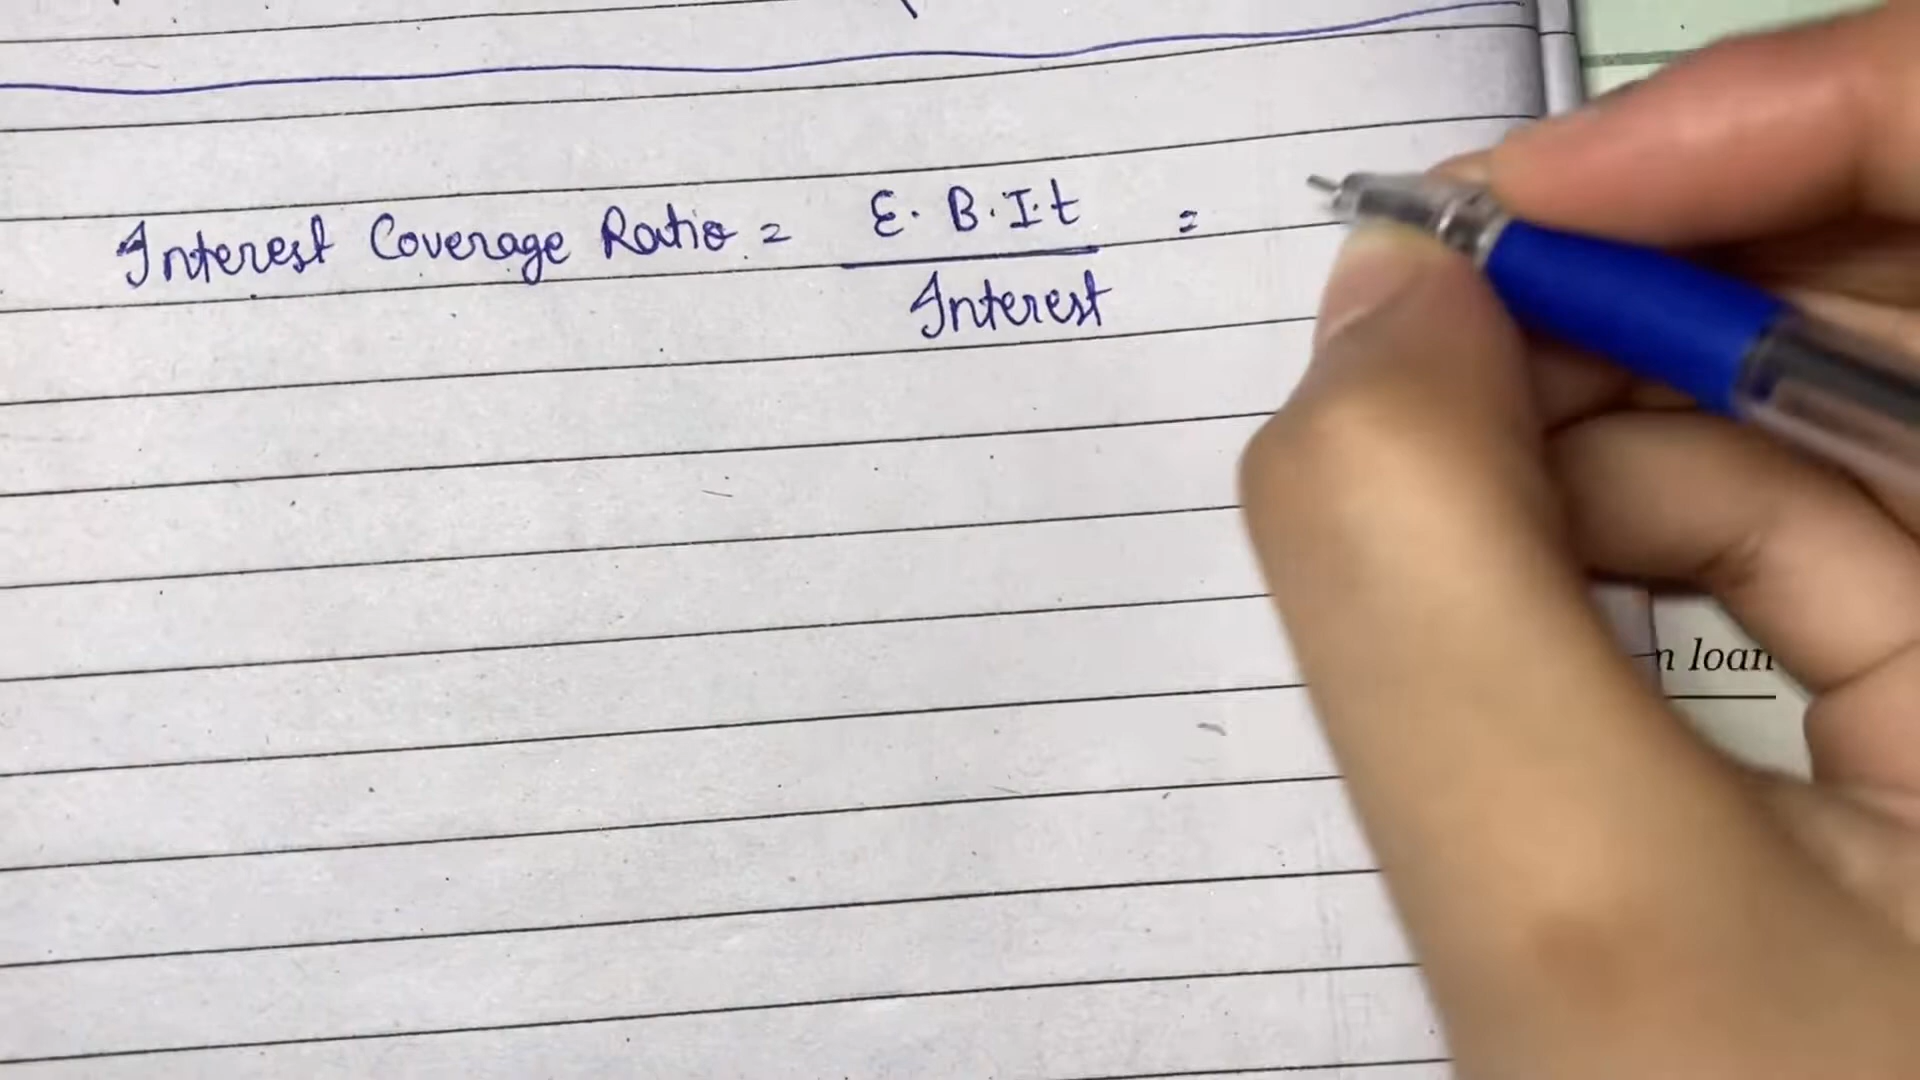 Interest Coverage Ratio = E. B.I.t =
Interest
n loan